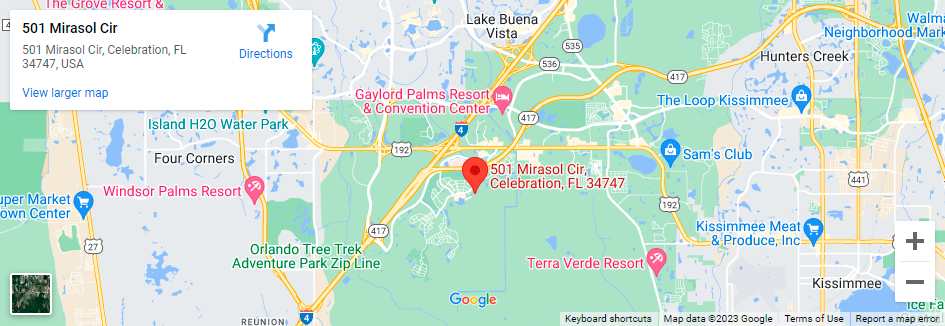 The Grove Resort &
501 Mirasol Cir
501 Mirasol Cir, Celebration, FL
34747, USA
Directions
View larger map
Lake Buena
Vista
535
536
417
Walm
Neighborhood Mark
Hunters Creek
Gaylord Palms Resort
& Convention Center
The Loop Kissimmee
Island H2O Water Park
4
417
192
Four Corners
Sam's Club
501 Mirasol Cir,
Celebration, FL 34747
Windsor Palms Resort
441
uper Market
own Center
192
27
417
Kissimmee Meat
& Produce, Inc
Orlando Tree Trek
Adventure Park Zip Line
Terra Verde Resort
Kissimmee
4
Google
Ice Fa
REUNION
Keyboard shortcuts
Map data ©2023 Google
Terms of Use
Report a map error